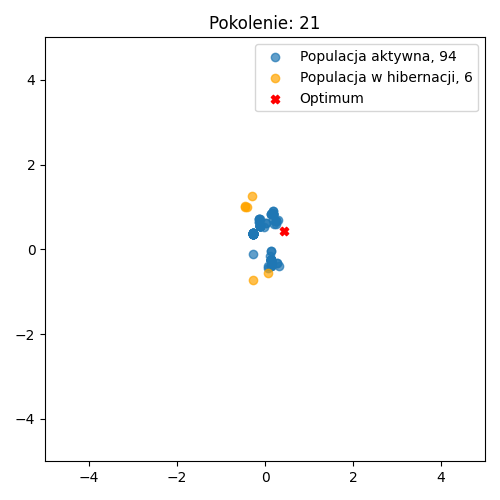 Pokolenie: 21
Populacja aktywna, 94
Populacja w hibernacji, 6
Optimum
4
2
0
−2
−4
−4 −2 0 2 4